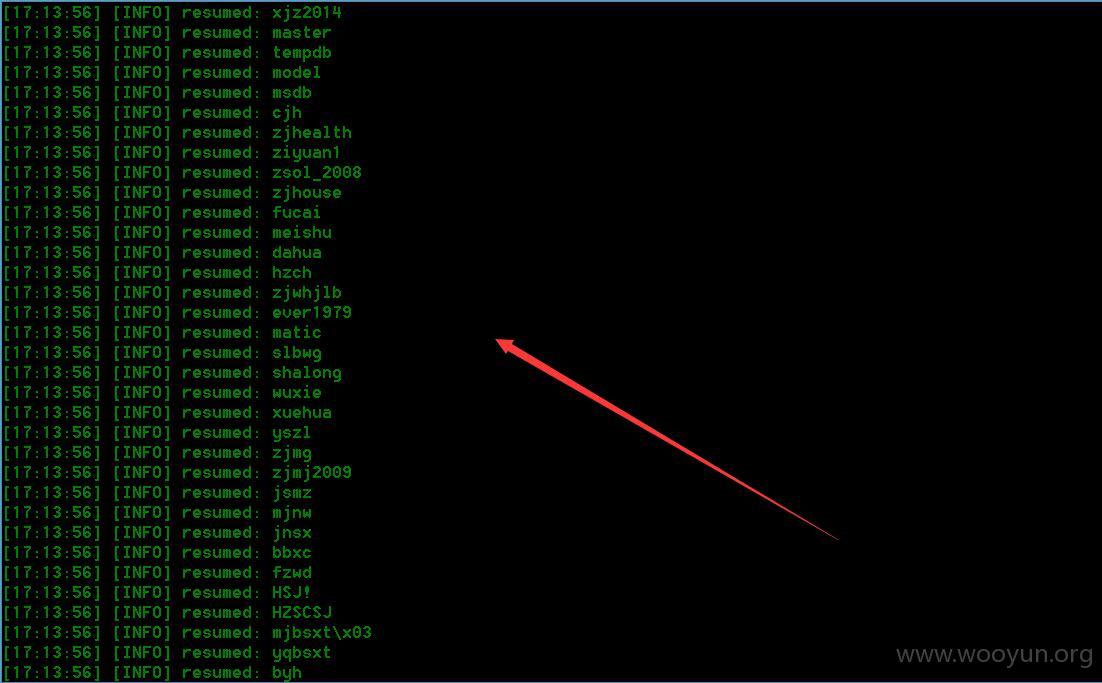 [17:13:56] [INFO] resumed: xjz2014
[17:13:56] [INFO] resumed: master
[17:13:56] [INFO] resumed: tempdb
[17:13:56] [INFO] resumed: model
[17:13:56] [INFO] resumed: msdb
[17:13:56] [INFO] resumed: cjh
[17:13:56] [INFO] resumed: zjhealth
[17:13:56] [INFO] resumed: ziyuan1
[17:13:56] [INFO] resumed: zsol_2008
[17:13:56] [INFO] resumed: zjhouse
[17:13:56] [INFO] resumed: fucai
[17:13:56] [INFO] resumed: meishu
[17:13:56] [INFO] resumed: dahua
[17:13:56] [INFO] resumed: hzch
[17:13:56] [INFO] resumed: zjwhjlb
[17:13:56] [INFO] resumed: ever1979
[17:13:56] [INFO] resumed: matic
[17:13:56] [INFO] resumed: slbwg
[17:13:56] [INFO] resumed: shalong
[17:13:56] [INFO] resumed: wuxie
[17:13:56] [INFO] resumed: xuehua
[17:13:56] [INFO] resumed: yszl
[17:13:56] [INFO] resumed: zjmg
[17:13:56] [INFO] resumed: zjmj2009
[17:13:56] [INFO] resumed: jsmz
[17:13:56] [INFO] resumed: mjnw
[17:13:56] [INFO] resumed: jnsx
[17:13:56] [INFO] resumed: bbxc
[17:13:56] [INFO] resumed: fzwd
[17:13:56] [INFO] resumed: HSJ!
[17:13:56] [INFO] resumed: HZSCSJ
[17:13:56] [INFO] resumed: mjbsxt\x03
[17:13:56] [INFO] resumed: yqbsxt
[17:13:56] [INFO] resumed: byh
www.wooyun.org